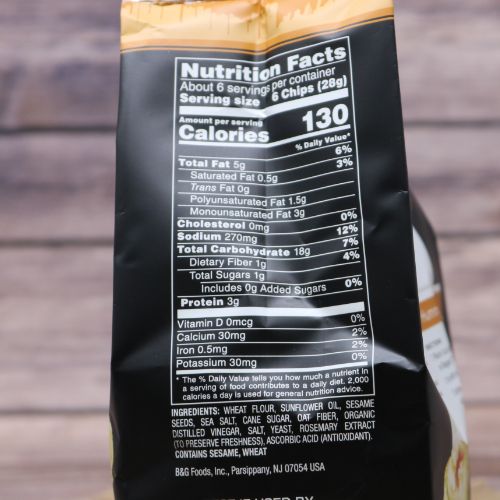 Nutrition Facts
About 6 servings per container
Serving size 6 Chips (28g)
Amount per serving
Calories 130
% Daily Value*
Total Fat 5g 6%
Saturated Fat 0.5g 3%
Trans Fat 0g
Polyunsaturated Fat 1.5g
Monounsaturated Fat 3g
Cholesterol 0mg 0%
Sodium 270mg 12%
Total Carbohydrate 18g 7%
Dietary Fiber 1g 4%
Total Sugars 1g
Includes 0g Added Sugars 0%
Protein 3g
Vitamin D 0mcg 0%
Calcium 30mg 2%
Iron 0.5mg 2%
Potassium 30mg 0%
* The % Daily Value tells you how much a nutrient in
a serving of food contributes to a daily diet. 2,000
calories a day is used for general nutrition advice.
INGREDIENTS: WHEAT FLOUR, SUNFLOWER OIL, SESAME
SEEDS, SEA SALT, CANE SUGAR, OAT FIBER, ORGANIC
DISTILLED VINEGAR, SALT, YEAST, ROSEMARY EXTRACT
(TO PRESERVE FRESHNESS), ASCORBIC ACID (ANTIOXIDANT).
CONTAINS SESAME, WHEAT
B&G Foods, Inc., Parsippany, NJ 07054 USA
USED BY